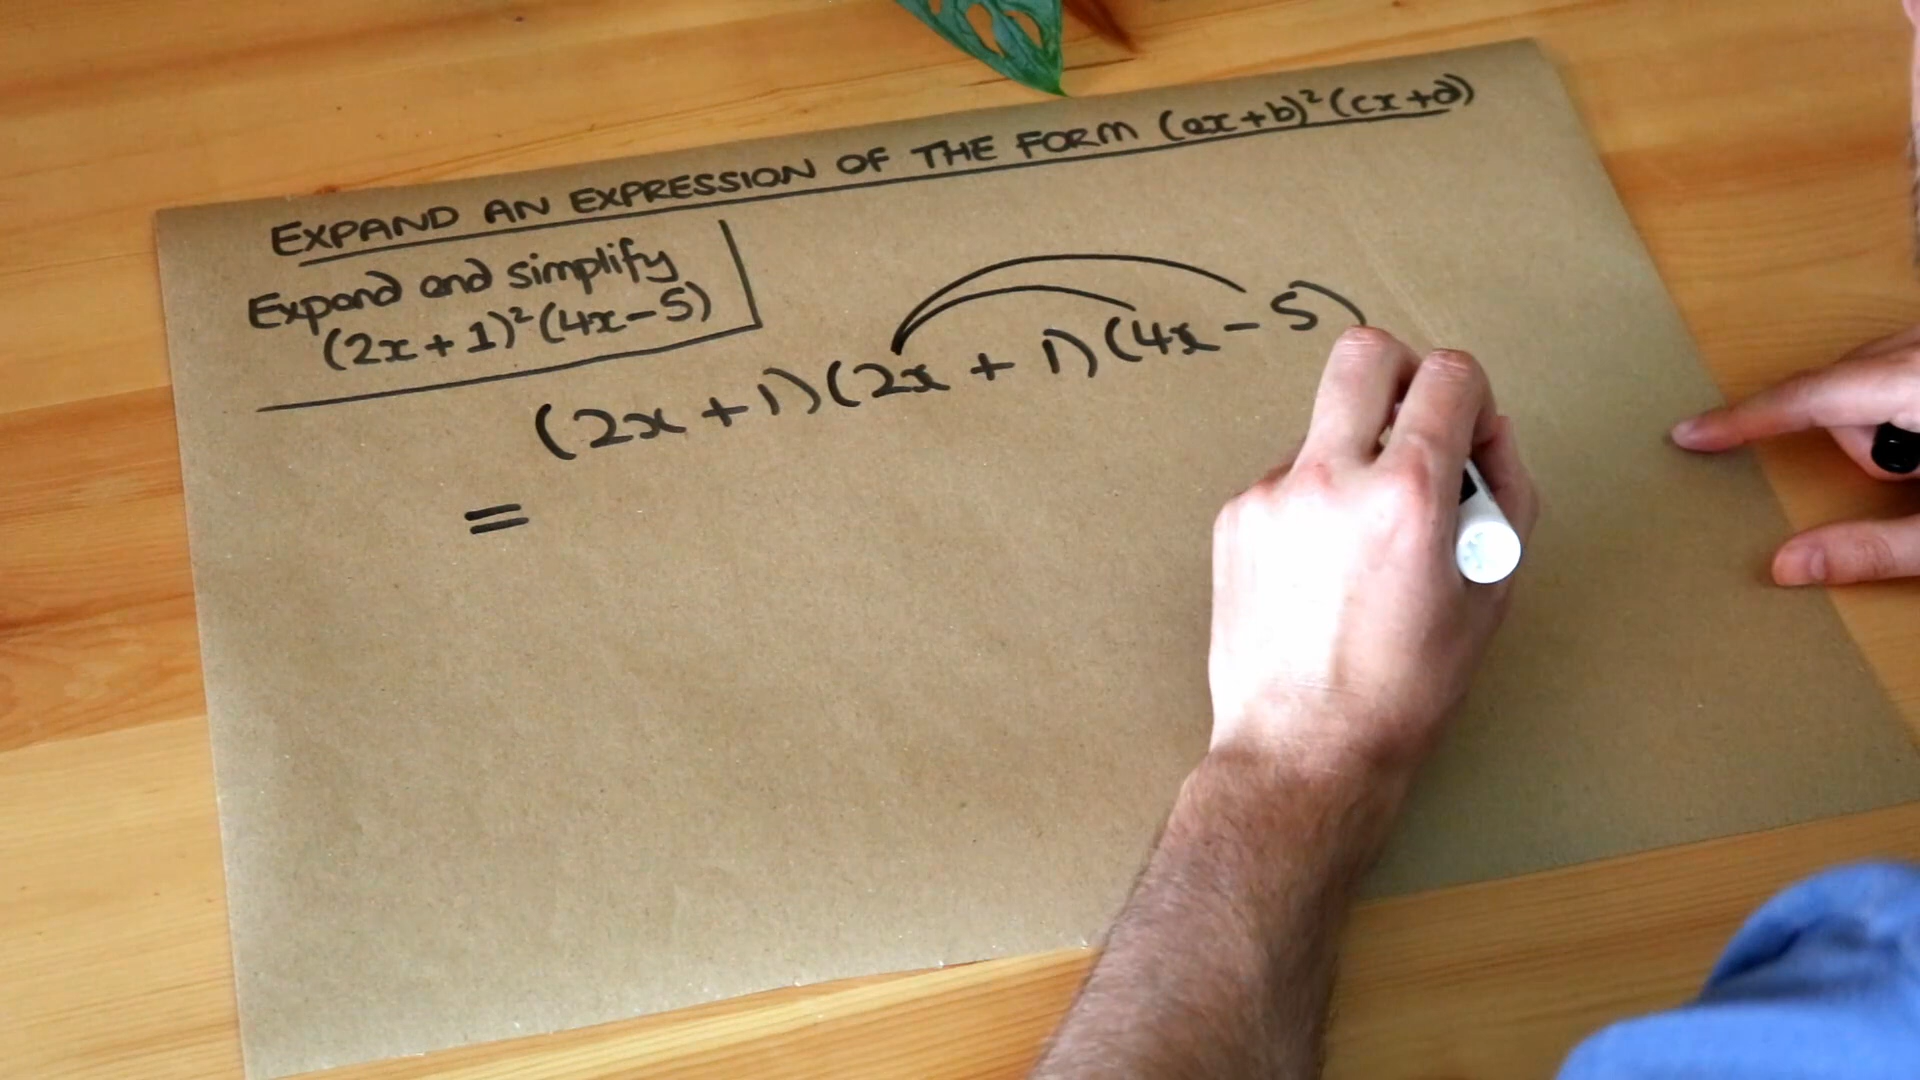 EXPAND AN EXPRESSION OF THE FORM (ax+b)²(cx+d)
Expand and simplify
(2x+1)²(4x-5)
(2x+1)(2x+1)(4x-5)
=